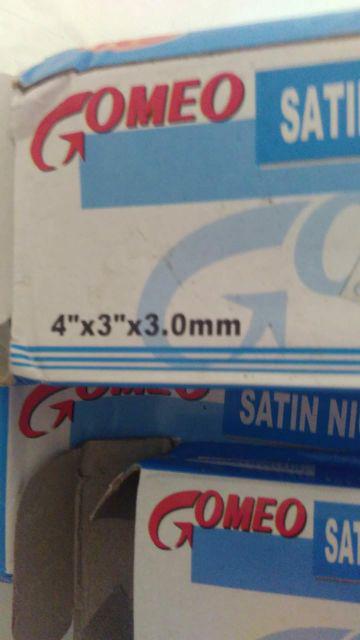 GOMEO SATI
4"x3"x3.0mm
GOMEO SATIN NI
GOMEO SAT